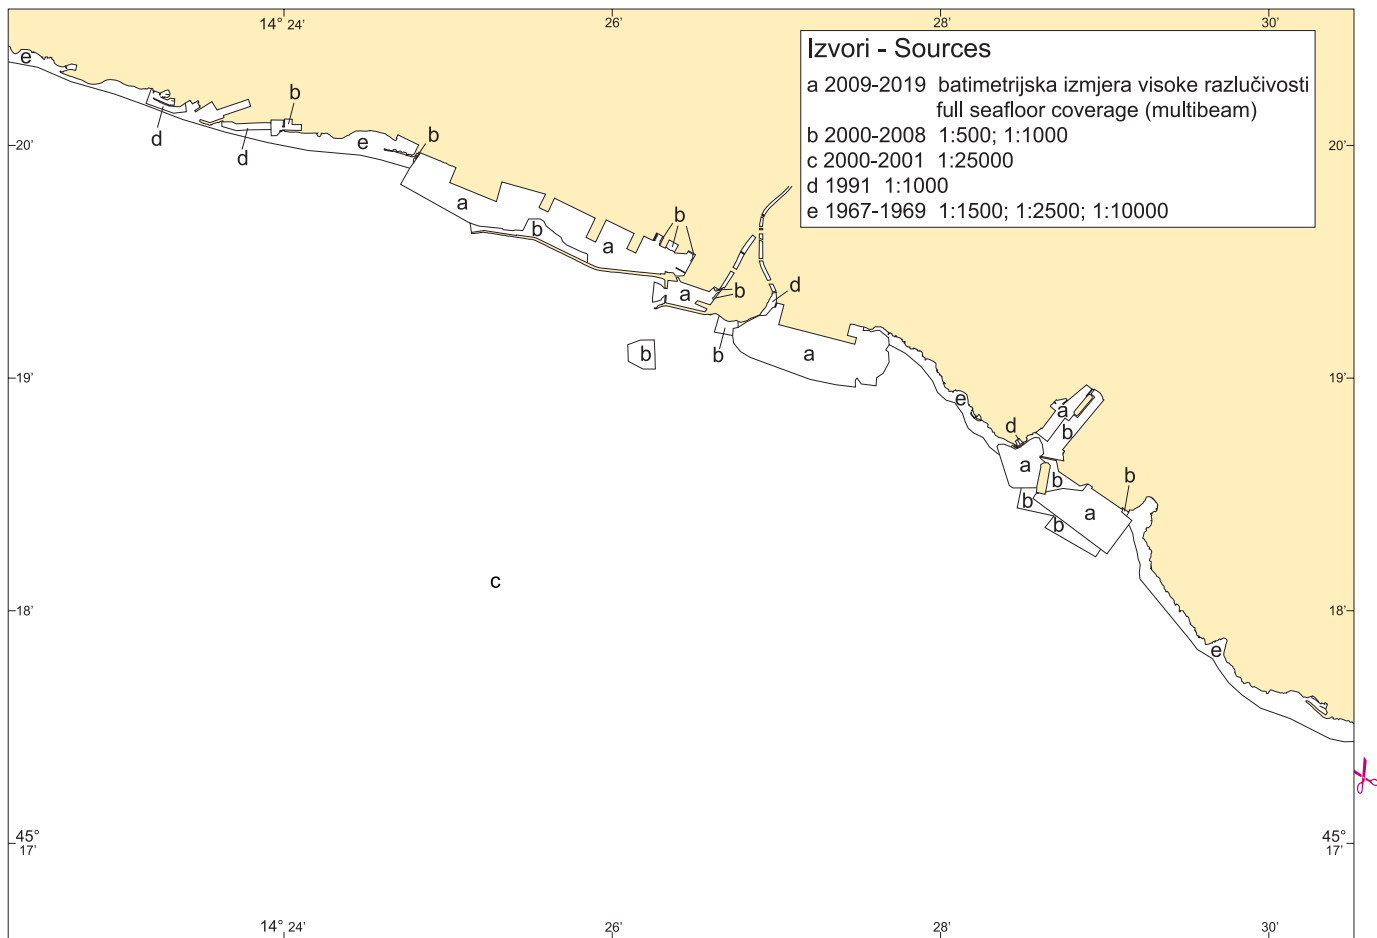 14° 24’ 26’ 28’ 30’
Izvori - Sources
a 2009-2019 batimetrijska izmjera visoke razlučivosti
full seafloor coverage (multibeam)
b 2000-2008 1:500; 1:1000
c 2000-2001 1:25000
d 1991 1:1000
e 1967-1969 1:1500; 1:2500; 1:10000
e
b
d
d
e
b
20’ 20’
a
b
a
b
a
b
d
b
b
a
19’ 19’
e
a
b
d
a
b
b
b
a
b
b
c
18’ 18’
e
45° 17’ 45° 17’
14° 24’ 26’ 28’ 30’